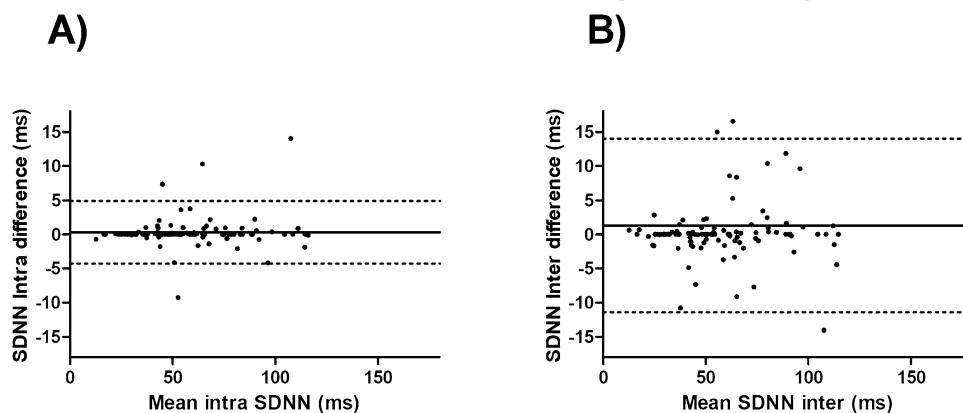 A)
SDNN Intra difference (ms)
15
10
5
0
-5
-10
-15
0 50 100 150
Mean intra SDNN (ms)
B)
SDNN Inter difference (ms)
15
10
5
0
-5
-10
-15
0 50 100 150
Mean SDNN inter (ms)